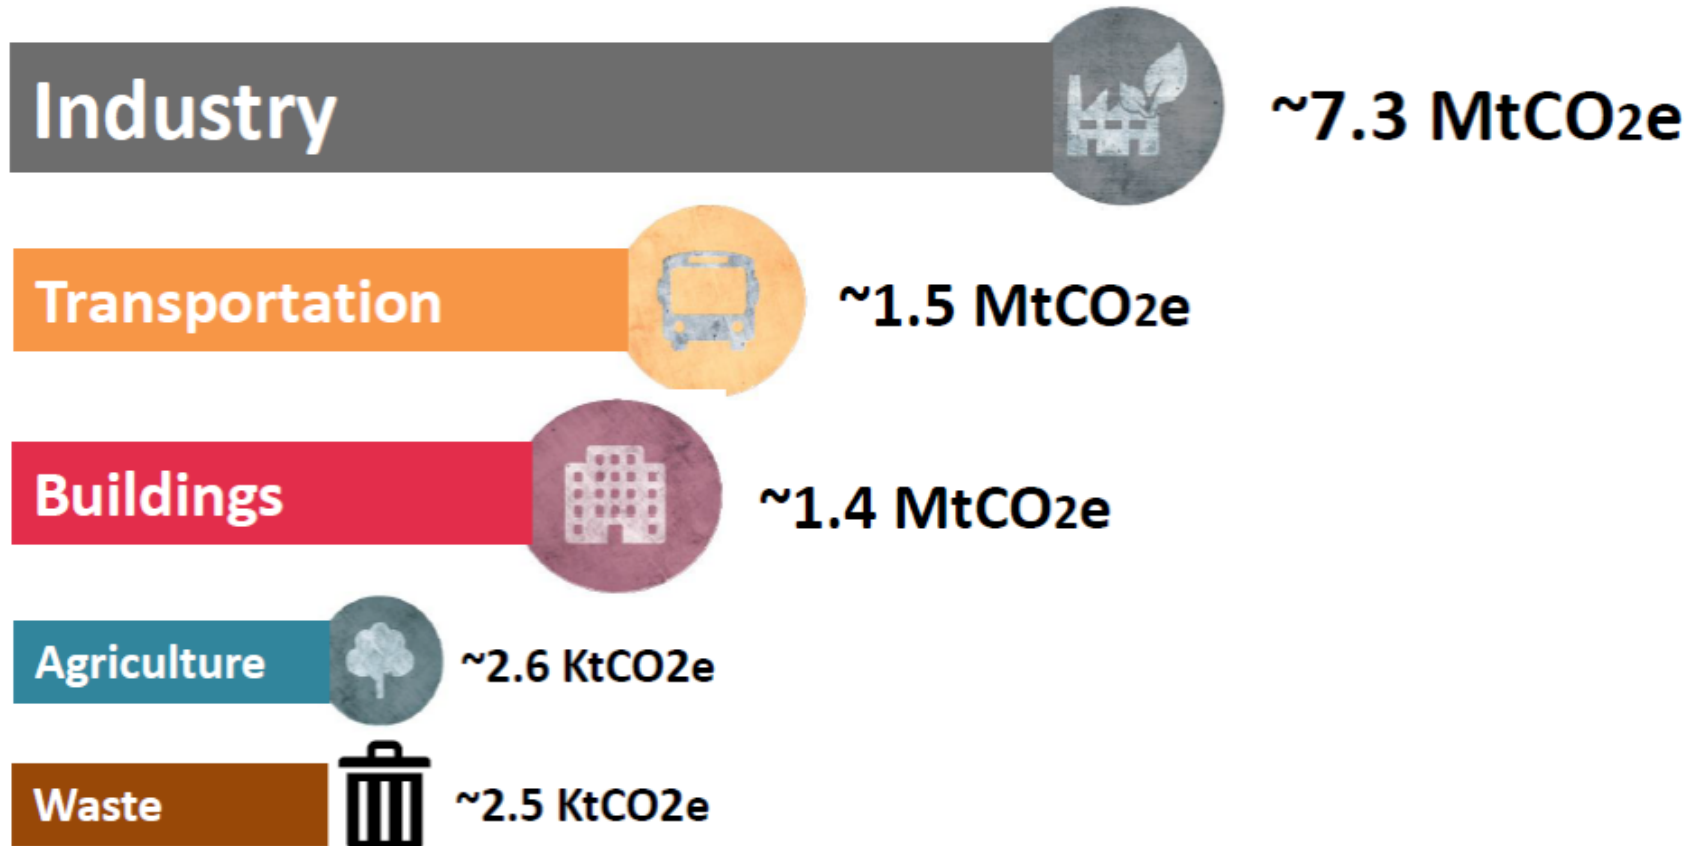 Industry
~7.3 MtCO2e
Transportation
~1.5 MtCO2e
Buildings
~1.4 MtCO2e
Agriculture
~2.6 KtCO2e
Waste
~2.5 KtCO2e